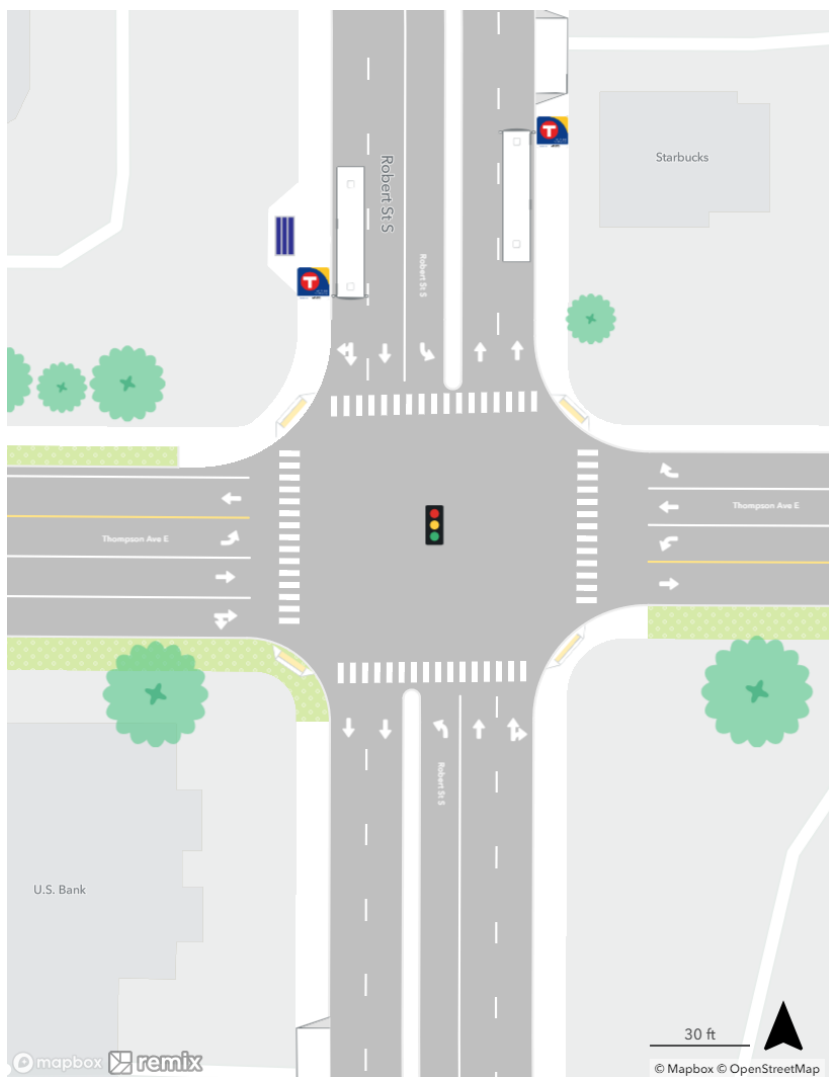 Starbucks
Robert St S
Robert St S
T
T
Thompson Ave E
Thompson Ave E
Robert St S
U.S. Bank
30 ft
mapbox remix
© Mapbox © OpenStreetMap